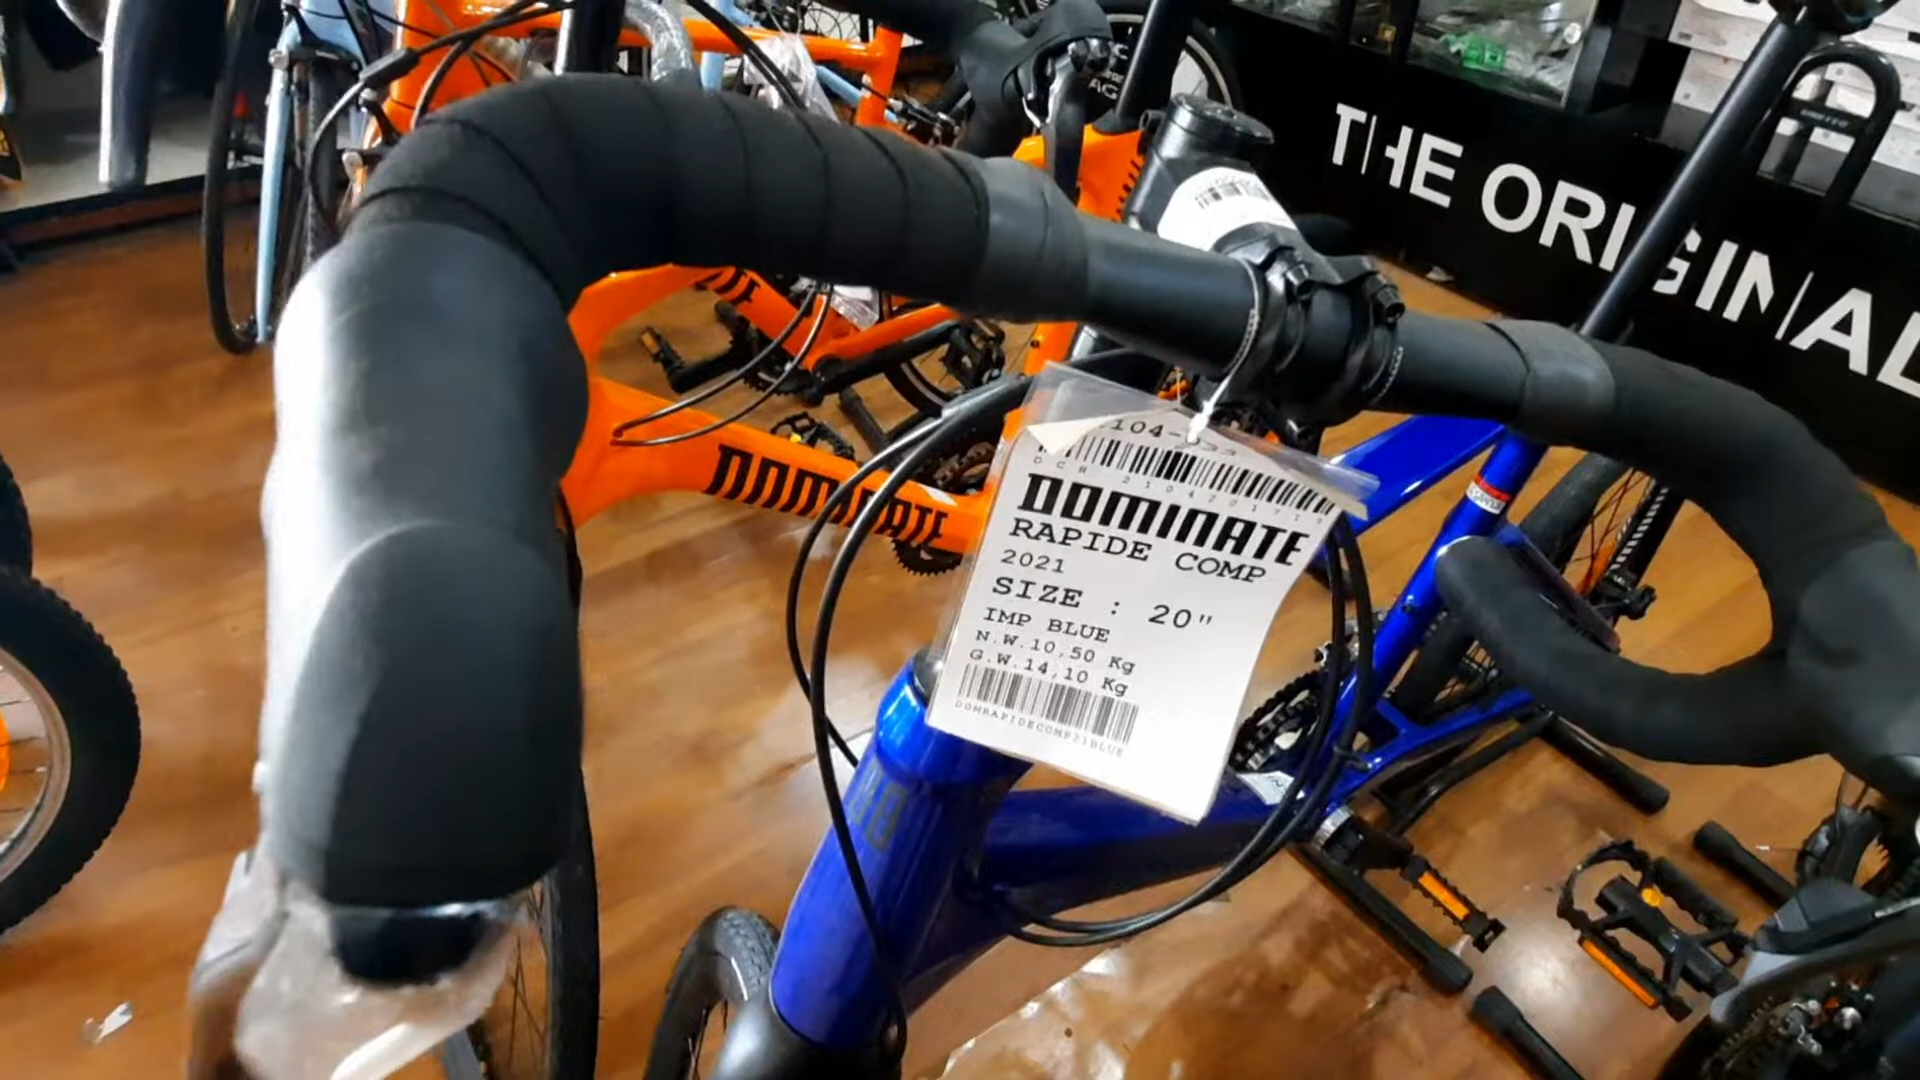 THE ORIGINAL
DOMINATE
DOMINATE
RAPIDE COMP
2021
SIZE : 20"
IMP BLUE
N.W.10,50 Kg
G.W.14,10 Kg
DOMRAPIDECOMP21BLUE